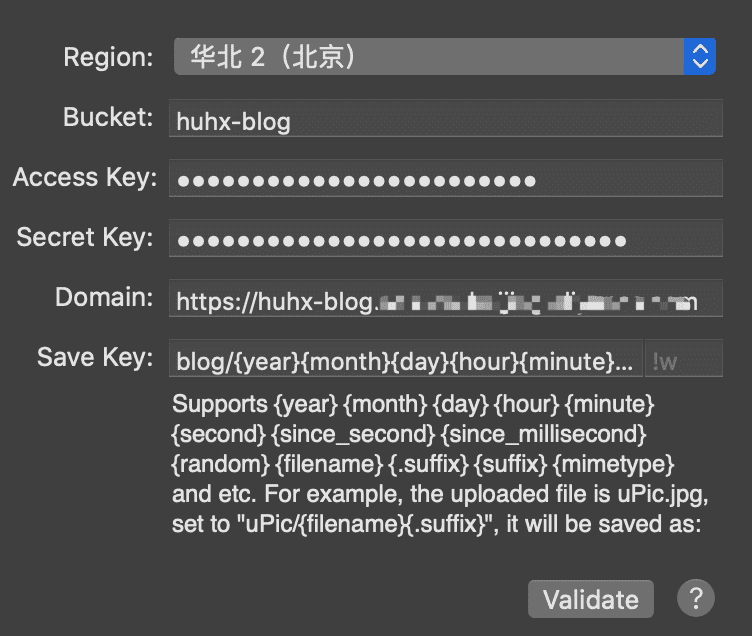 Region: 华北 2（北京）
Bucket: huhx-blog
Access Key: ●●●●●●●●●●●●●●●●●●●●●●●●
Secret Key: ●●●●●●●●●●●●●●●●●●●●●●●●●●●●●●
Domain: https://huhx-blog.
Save Key: blog/{year}{month}{day}{hour}{minute}... !w
Supports {year} {month} {day} {hour} {minute}
{second} {since_second} {since_millisecond}
{random} {filename} {.suffix} {suffix} {mimetype}
and etc. For example, the uploaded file is uPic.jpg,
set to "uPic/{filename}{.suffix}", it will be saved as:
Validate ?